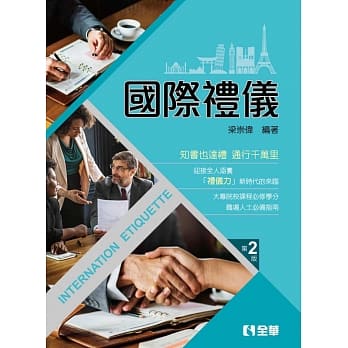 國際禮儀
梁崇偉 編著
知書也達禮 通行千萬里
迎接全人素養
「禮儀力」新時代的來臨
大專院校課程必修學分
職場人士必備指南
INTERNATION ETIQUETTE
第2版
全華